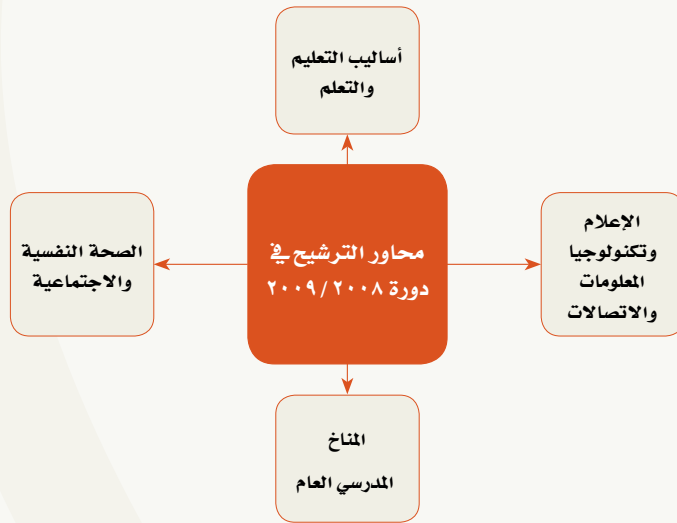 أساليب التعليم
والتعلم
الإعلام
وتكنولوجيا
المعلومات
والاتصالات
محاور الترشيح في
دورة ٢٠٠٨ / ٢٠٠٩
الصحة النفسية
والاجتماعية
المناخ
المدرسي العام